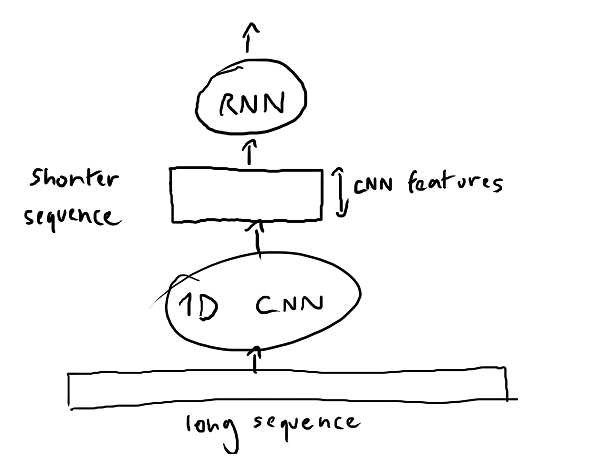 RNN
shorter
sequence
CNN features
1D CNN
long sequence